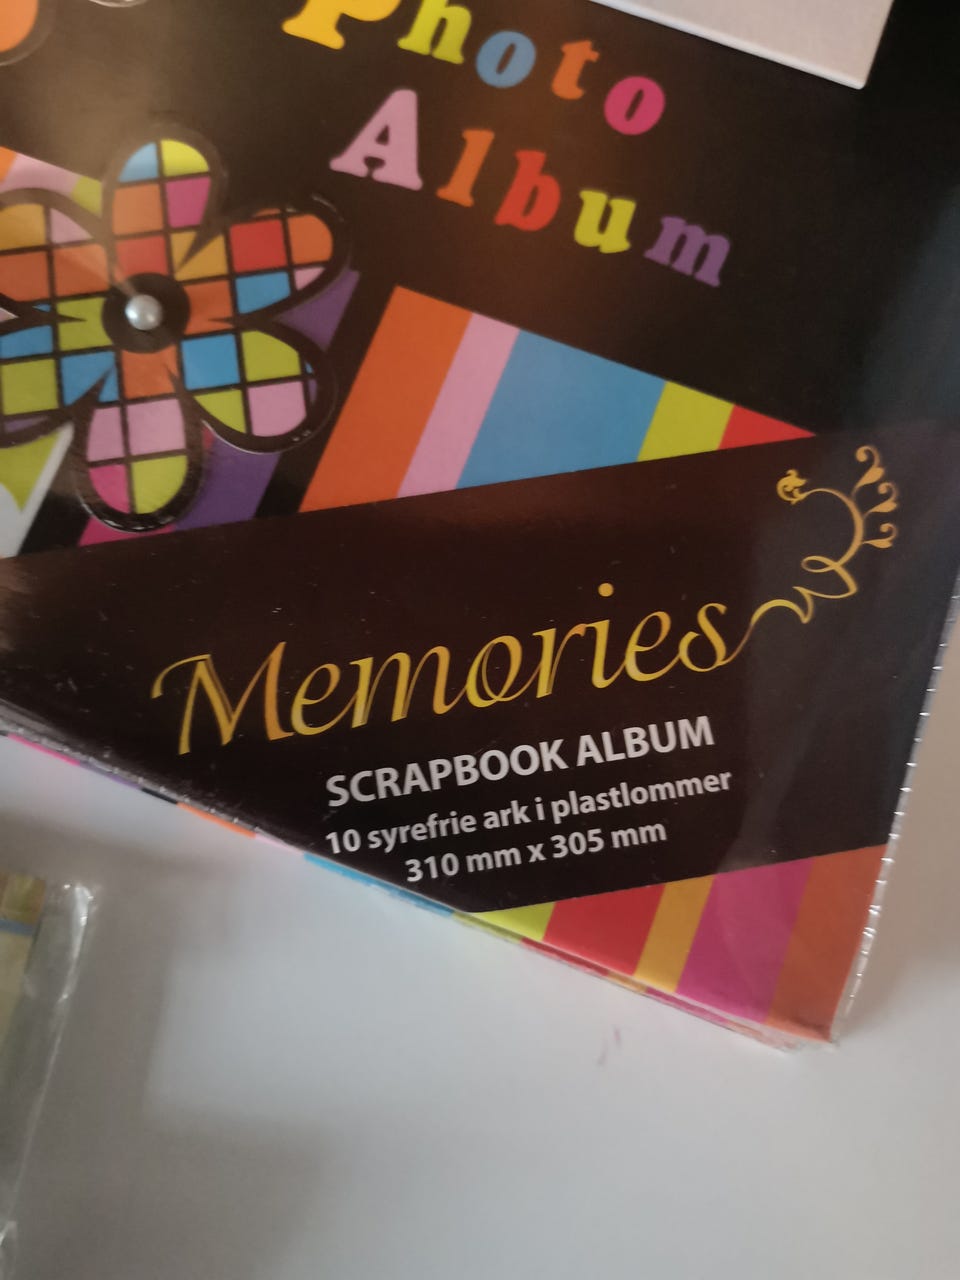 Photo
Album
Memories
SCRAPBOOK ALBUM
10 syrefrie ark i plastlommer
310 mm x 305 mm